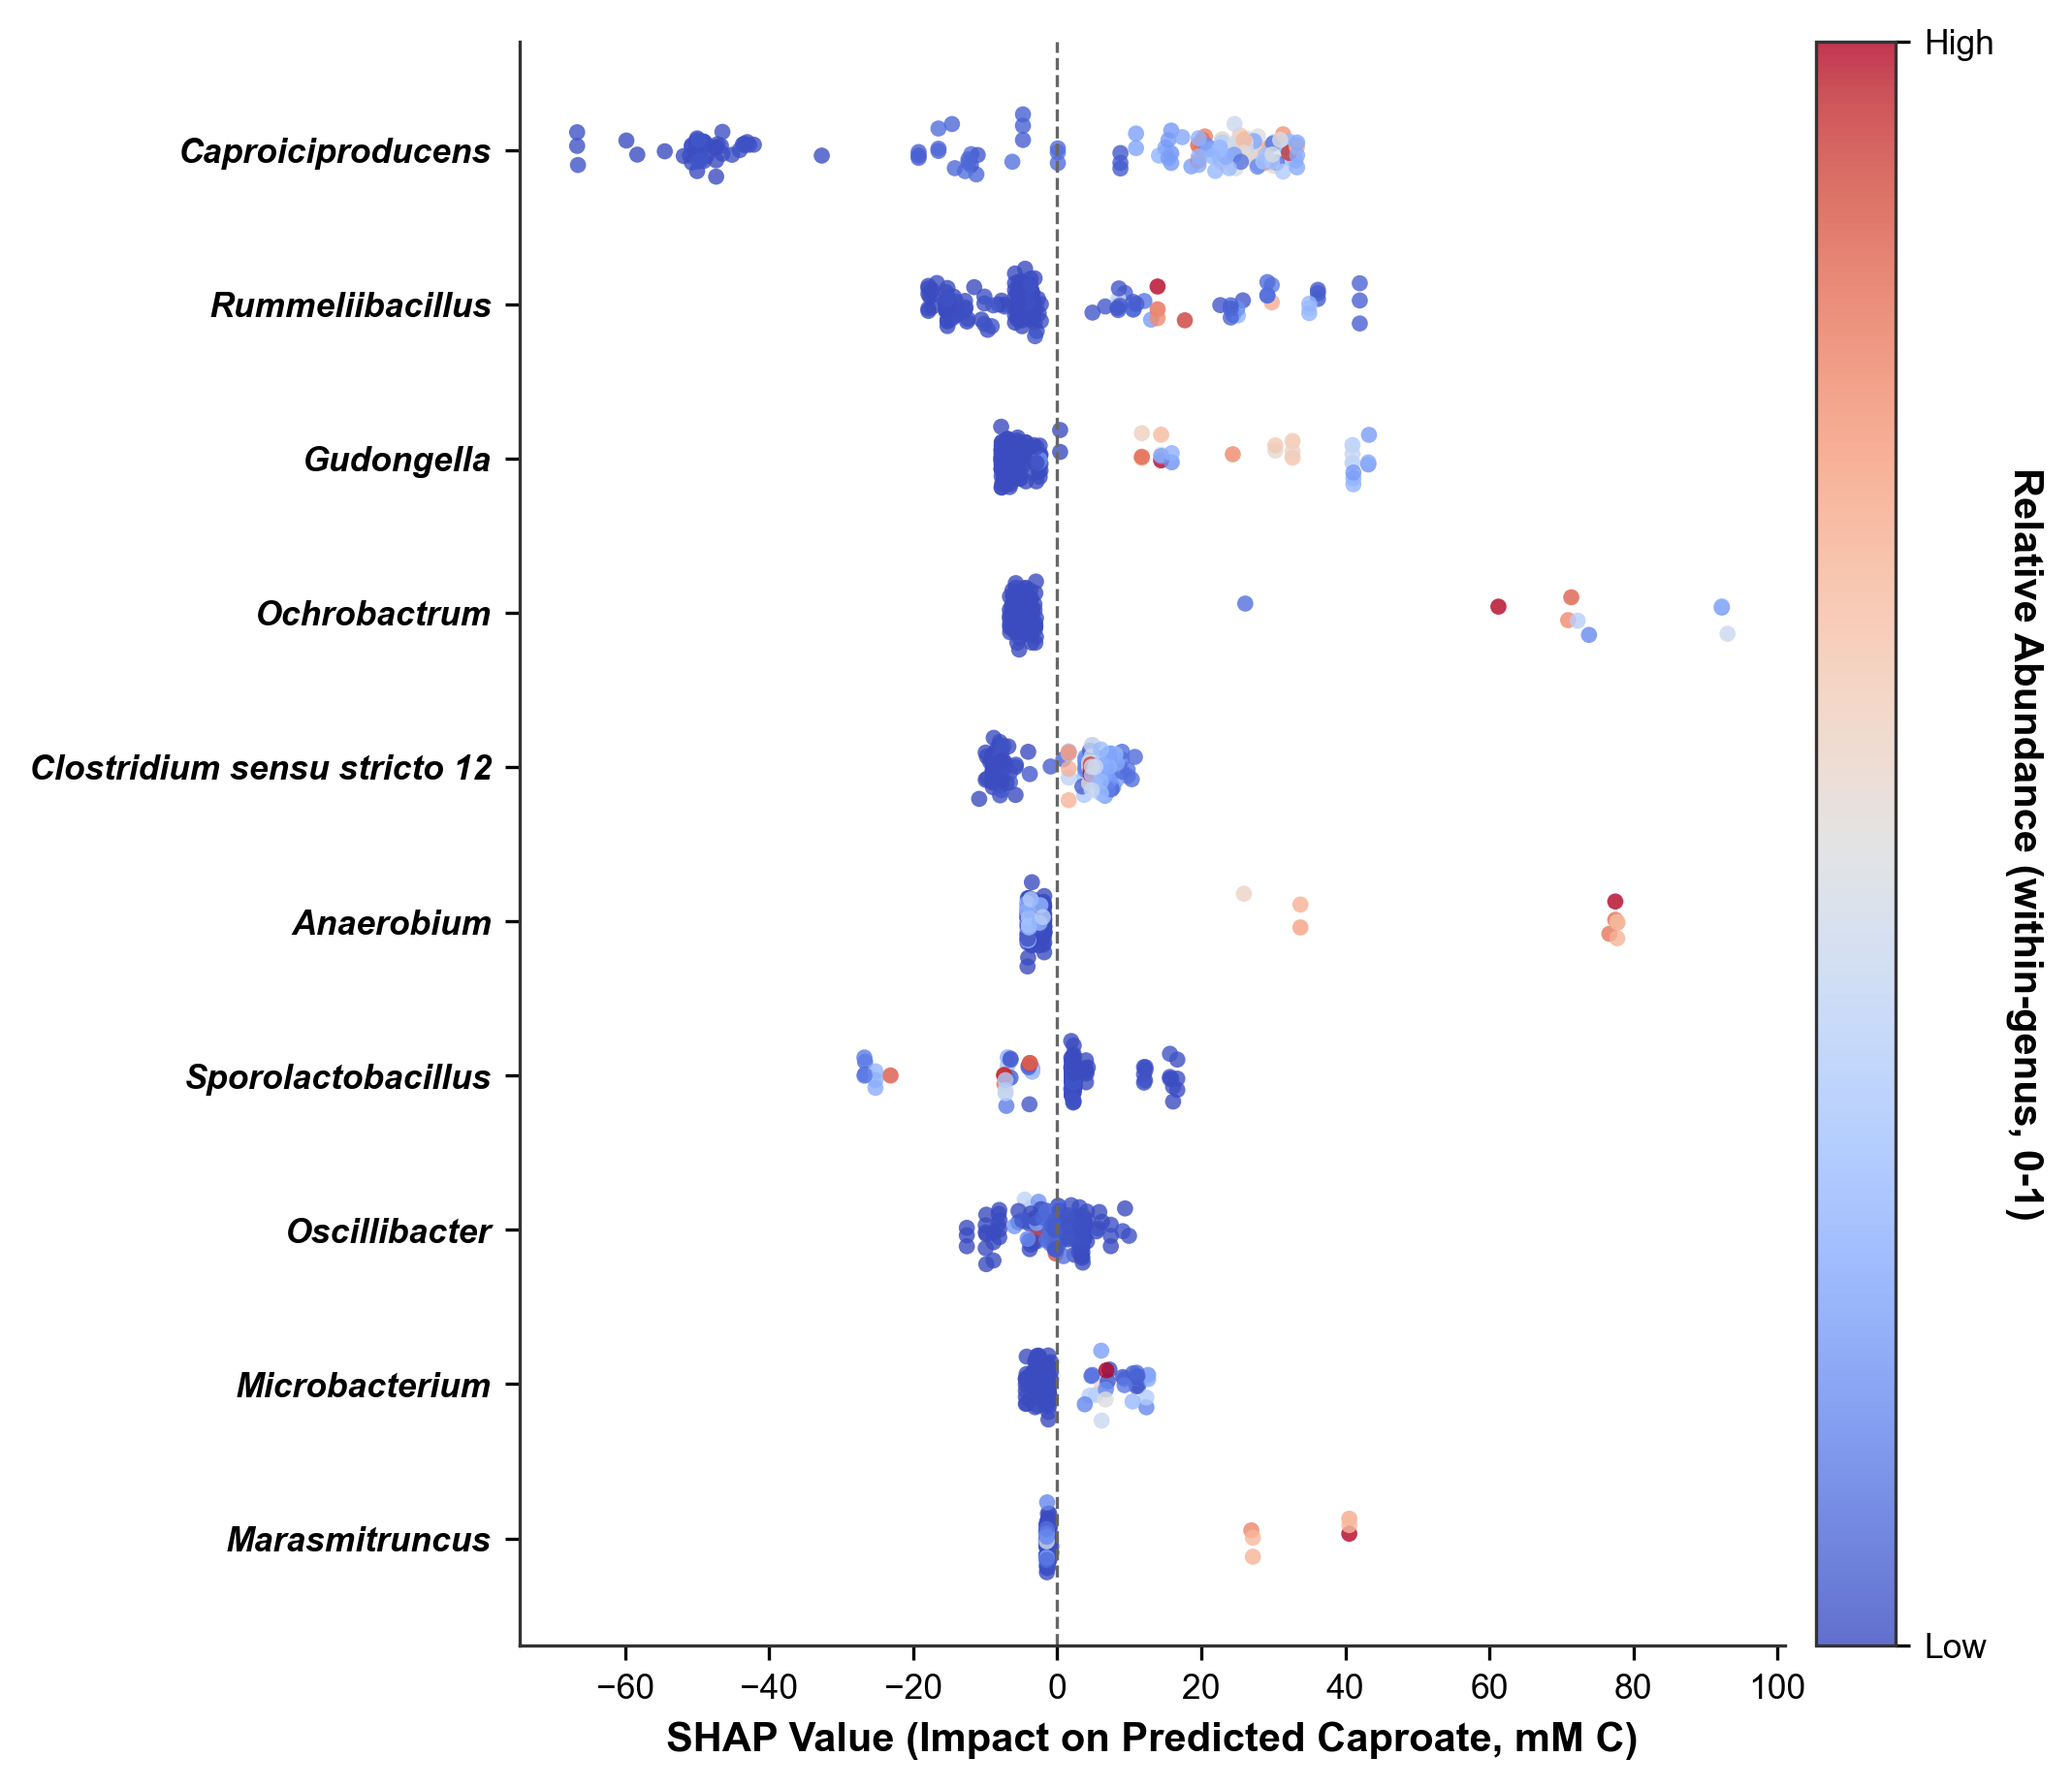 High
Caproiciproducens
Rummeliibacillus
Gudongella
Ochrobactrum
Clostridium sensu stricto 12
Anaerobium
Sporolactobacillus
Oscillibacter
Microbacterium
Marasmitruncus
Relative Abundance (within-genus, 0-1)
Low
−60 −40 −20 0 20 40 60 80 100
SHAP Value (Impact on Predicted Caproate, mM C)